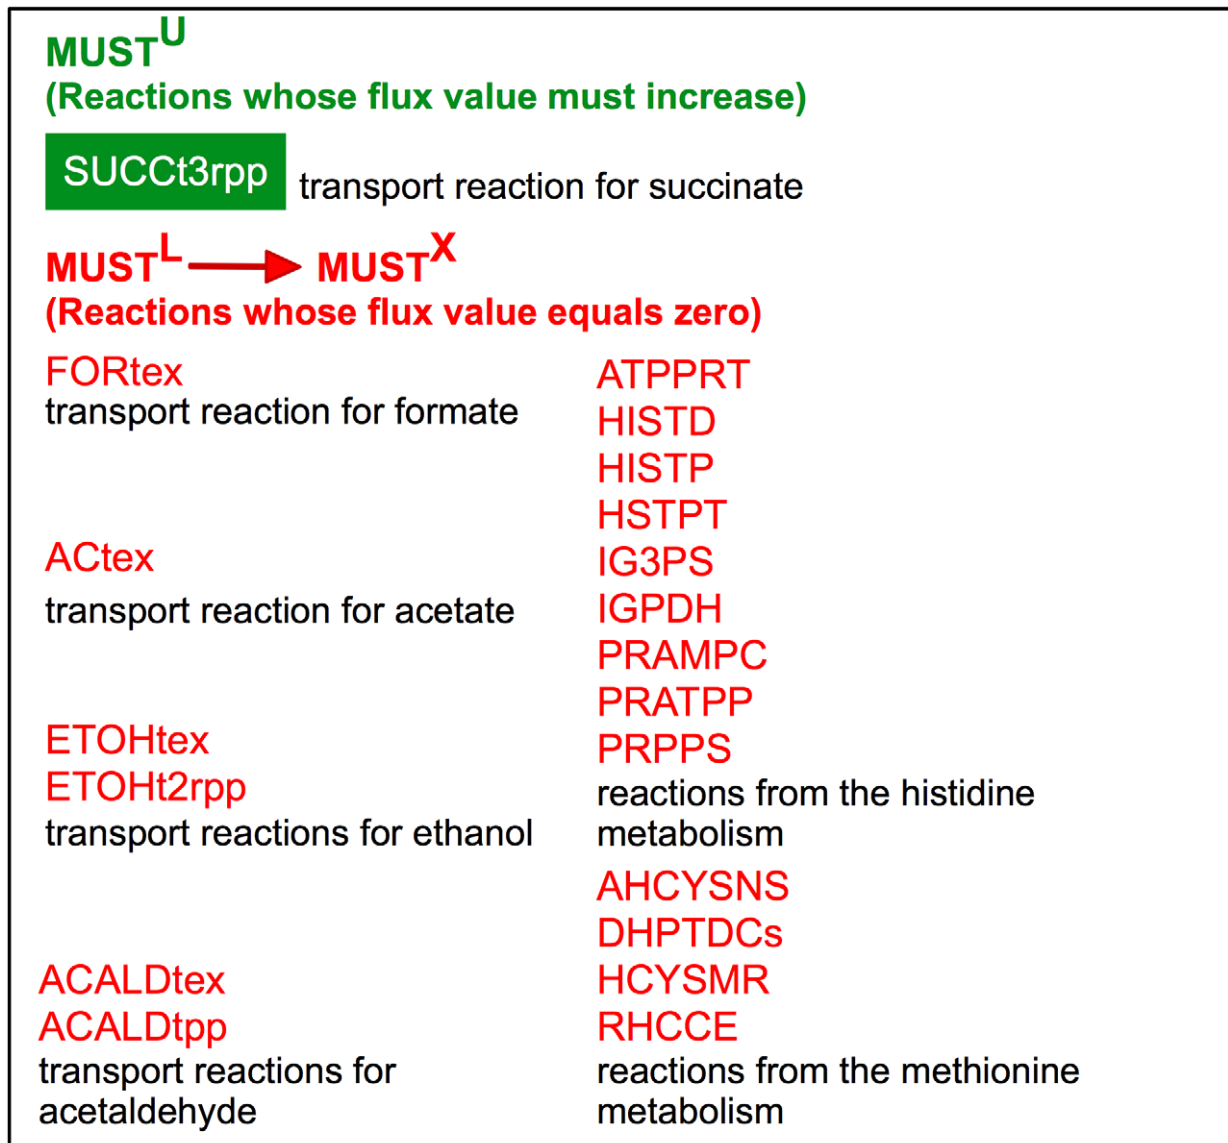 MUST^U
(Reactions whose flux value must increase)
SUCCt3rpp transport reaction for succinate
MUST^L MUST^X
(Reactions whose flux value equals zero)
FORtex
transport reaction for formate
ACtex
transport reaction for acetate
ETOHtex
ETOHt2rpp
transport reactions for ethanol
ACALDtex
ACALDtpp
transport reactions for
acetaldehyde
ATPPRT
HISTD
HISTP
HSTPT
IG3PS
IGPDH
PRAMPC
PRATPP
PRPPS
reactions from the histidine
metabolism
AHCYSNS
DHPTDCs
HCYSMR
RHCCE
reactions from the methionine
metabolism